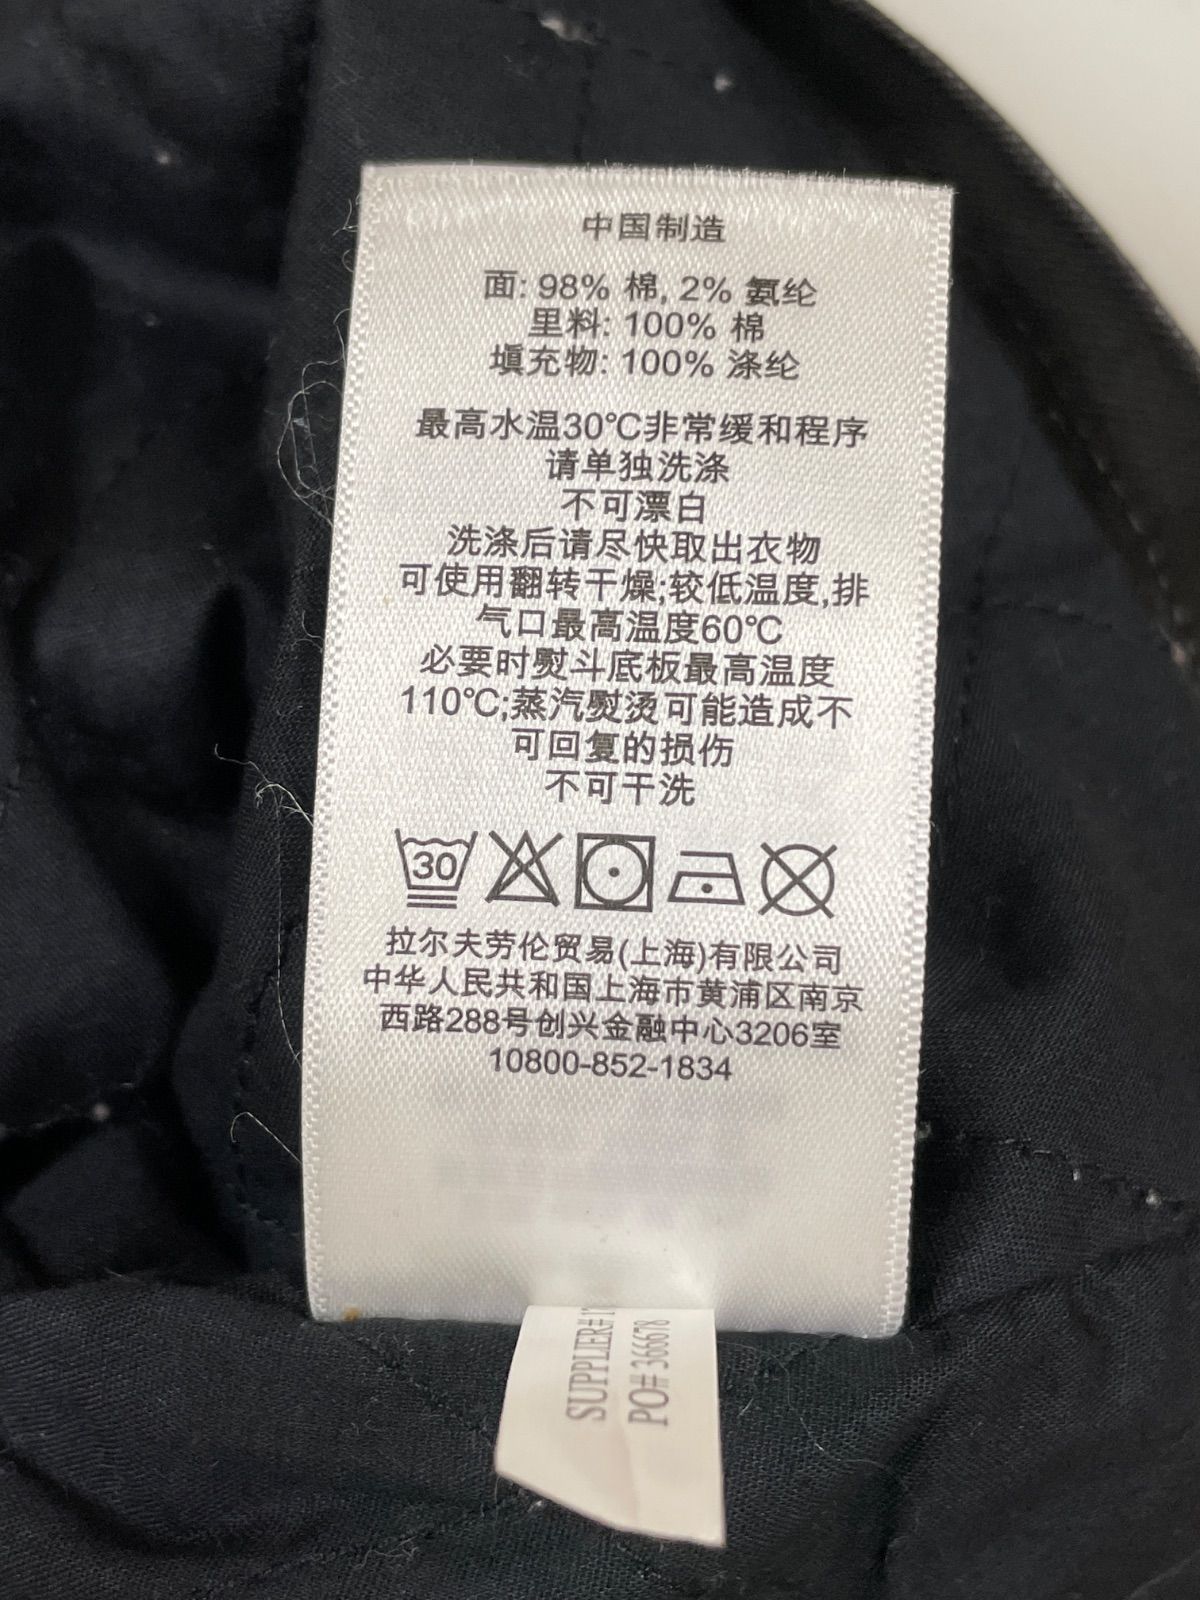 中国制造
面: 98% 棉, 2% 氨纶
里料: 100% 棉
填充物: 100% 涤纶
最高水温30℃非常缓和程序
请单独洗涤
不可漂白
洗涤后请尽快取出衣物
可使用翻转干燥;较低温度,排
气口最高温度60℃
必要时熨斗底板最高温度
110℃;蒸汽熨烫可能造成不
可回复的损伤
不可干洗
30
拉尔夫劳伦贸易(上海)有限公司
中华人民共和国上海市黄浦区南京
西路288号创兴金融中心3206室
10800-852-1834
SUPPLIER#
PO# 366678